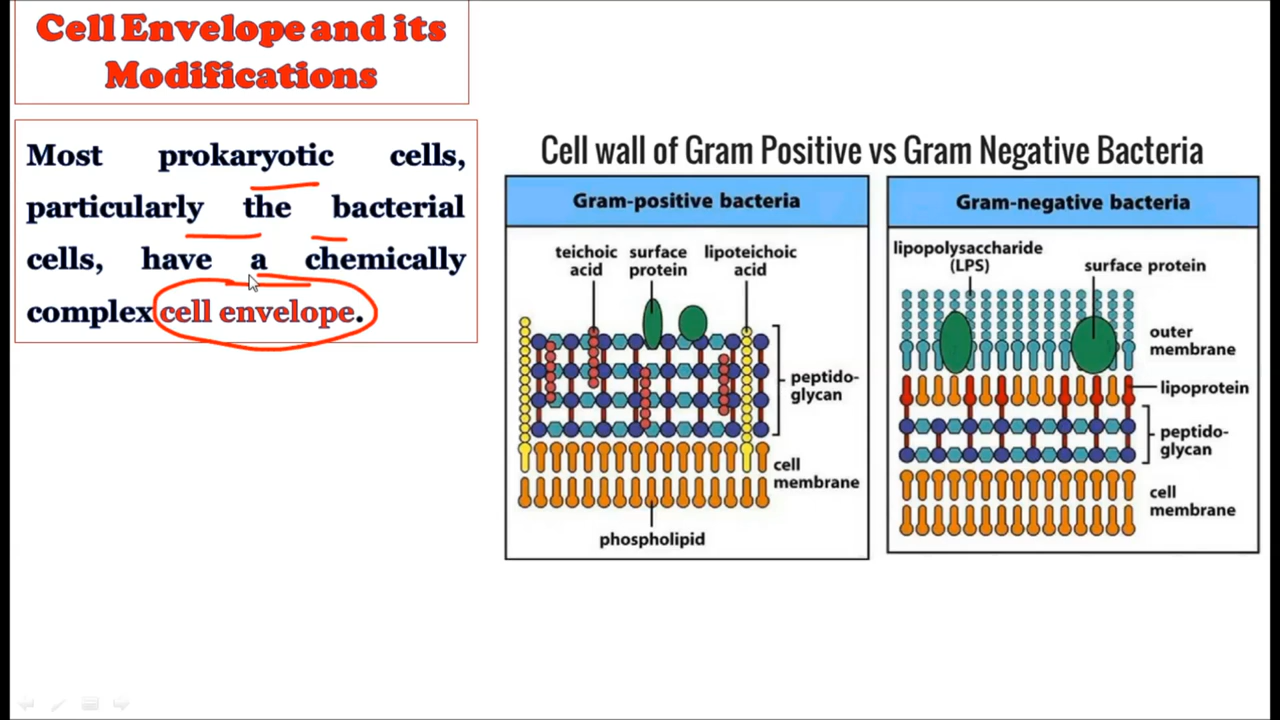 Cell Envelope and its
Modifications
Most prokaryotic cells,
particularly the bacterial
cells, have a chemically
complex cell envelope.
Cell wall of Gram Positive vs Gram Negative Bacteria
Gram-positive bacteria
teichoic
acid
surface
protein
lipoteichoic
acid
peptido-
glycan
cell
membrane
phospholipid
Gram-negative bacteria
lipopolysaccharide
(LPS)
surface protein
outer
membrane
lipoprotein
peptido-
glycan
cell
membrane